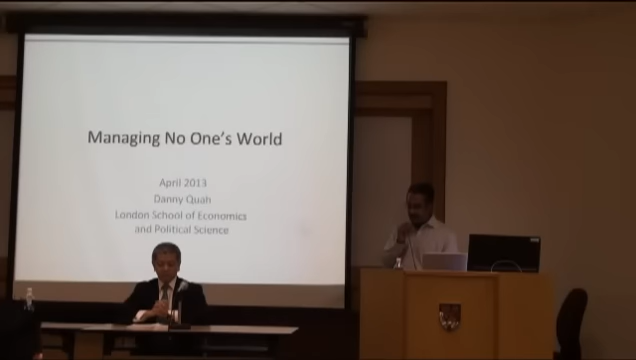 Managing No One's World
April 2013
Danny Quah
London School of Economics
and Political Science